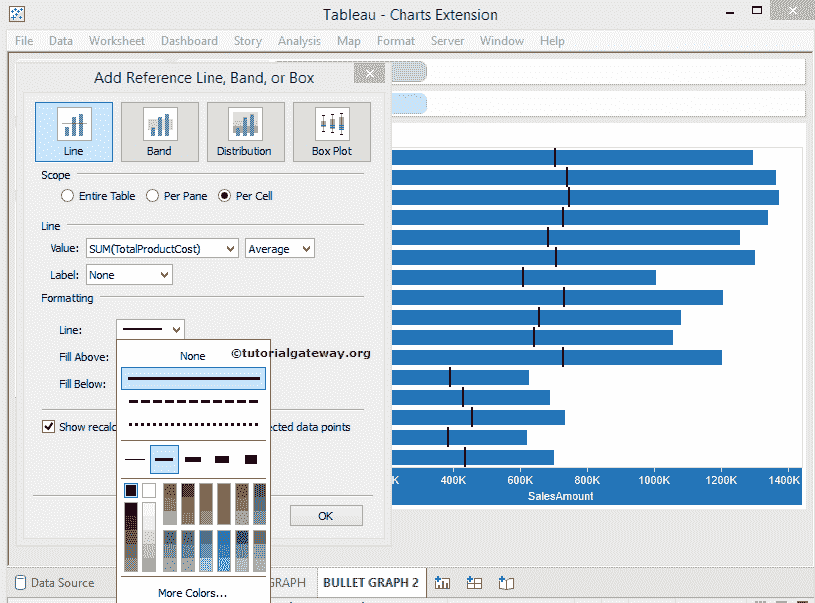 Tableau - Charts Extension
File Data Worksheet Dashboard Story Analysis Map Format Server Window Help
Add Reference Line, Band, or Box
Line Band Distribution Box Plot
Scope
Entire Table Per Pane Per Cell
Line
Value: SUM(TotalProductCost) Average
Label: None
Formatting
Line:
None ©tutorialgateway.org
Fill Above:
Fill Below:
Show recalc ected data points
K 400K 600K 800K 1000K 1200K 1400K
SalesAmount
OK
More Colors...
Data Source GRAPH BULLET GRAPH 2